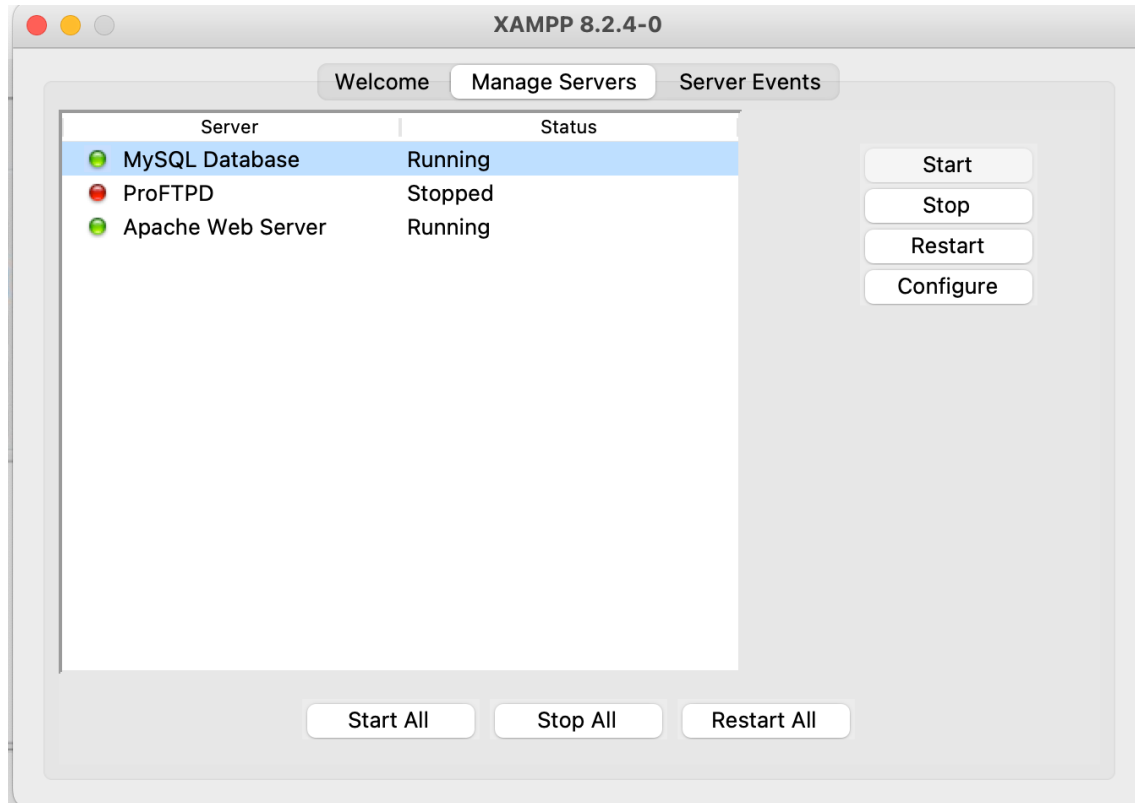 XAMPP 8.2.4-0
Welcome Manage Servers Server Events
Server Status
MySQL Database Running
ProFTPD Stopped
Apache Web Server Running
Start
Stop
Restart
Configure
Start All Stop All Restart All